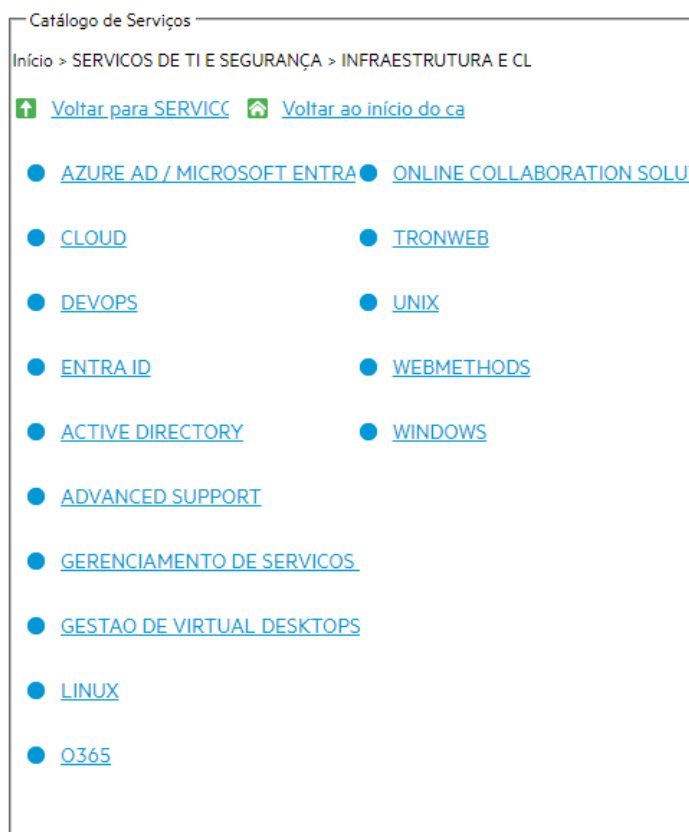 Catálogo de Serviços
Início > SERVICOS DE TI E SEGURANÇA > INFRAESTRUTURA E CL
Voltar para SERVICC Voltar ao início do ca
AZURE AD / MICROSOFT ENTRA
CLOUD
DEVOPS
ENTRA ID
ACTIVE DIRECTORY
ADVANCED SUPPORT
GERENCIAMENTO DE SERVICOS
GESTAO DE VIRTUAL DESKTOPS
LINUX
O365
ONLINE COLLABORATION SOLU
TRONWEB
UNIX
WEBMETHODS
WINDOWS